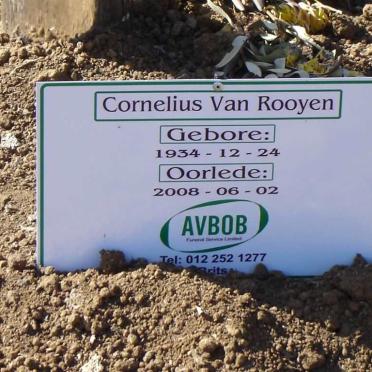 Cornelius Van Rooyen
Gebore:
1934 - 12 - 24
Oorlede:
2008 - 06 - 02
AVBOB
Funeral Service Limited
Tel: 012 252 1277
Brits